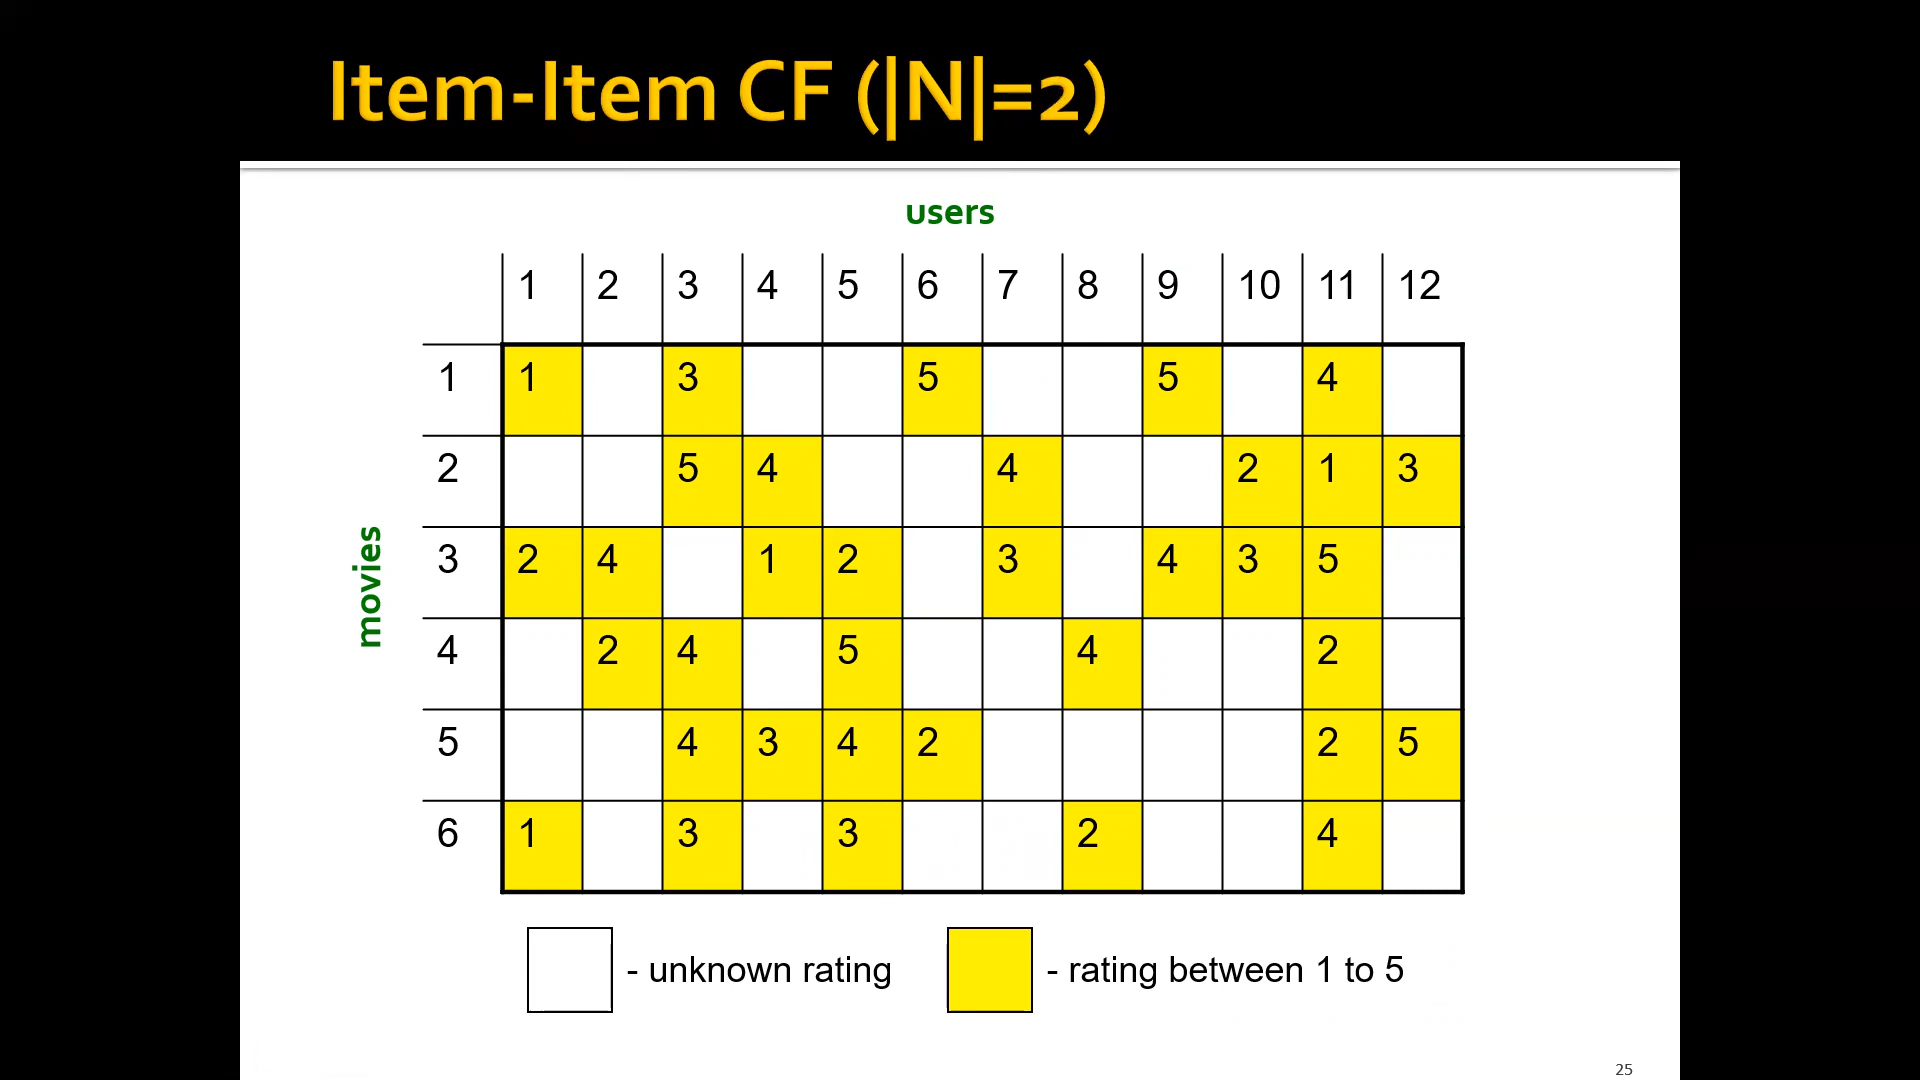 Item-Item CF (|N|=2)
users
1 2 3 4 5 6 7 8 9 10 11 12
1 1 3 5 5 4
2 5 4 4 2 1 3
movies
3 2 4 1 2 3 4 3 5
4 2 4 5 4 2
5 4 3 4 2 2 5
6 1 3 3 2 4
- unknown rating - rating between 1 to 5
25